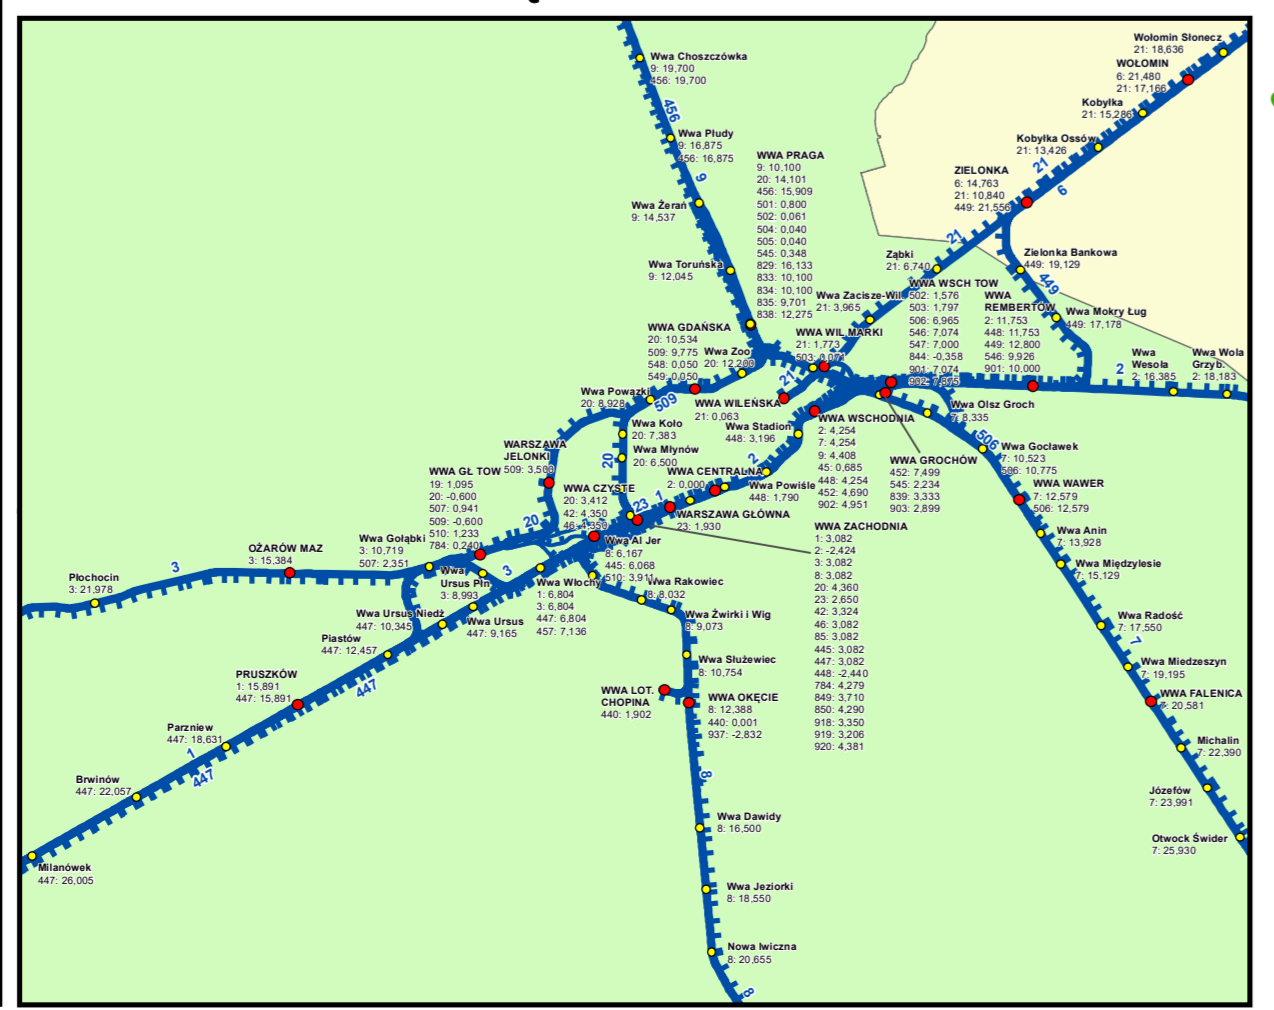 Wołomin Słonecz
21: 18,636
WOŁOMIN
6: 21,480
21: 17,166
Kobyłka
21: 15,286
Kobyłka Ossów
21: 13,426
21
6
ZIELONKA
6: 14,763
21: 10,840
449: 21,556
21
Ząbki
21: 6,740
Zielonka Bankowa
449: 19,129
449
Wwa Mokry Ług
449: 17,178
Wwa Choszczówka
9: 19,700
456: 19,700
456
Wwa Płudy
9: 16,875
456: 16,875
9
Wwa Żerań
9: 14,537
Wwa Toruńska
9: 12,045
WWA PRAGA
9: 10,100
20: 14,101
456: 15,909
501: 0,800
502: 0,061
504: 0,040
505: 0,040
545: 0,348
829: 16,133
833: 10,100
834: 10,100
835: 9,701
838: 12,275
Wwa Zacisze-Wil
21: 3,965
WWA WSCH TOW
502: 1,576
503: 1,797
506: 6,965
546: 7,074
547: 7,000
844: -0,358
901: 7,074
902: 7,875
WWA
REMBERTÓW
2: 11,753
448: 11,753
449: 12,800
546: 9,926
901: 10,000
WWA WIL MARKI
21: 1,773
503: 0,071
WWA GDAŃSKA
20: 10,534
509: 9,775
548: 0,050
549: 0,050
Wwa Zoo
20: 12,200
21
2
Wwa
Wesoła
2: 16,385
Wwa Wola
Grzyb.
2: 18,183
Wwa Powązki
20: 8,928
509
WWA WILEŃSKA
21: 0,063
Wwa Olsz Groch
7: 8,335
506
Wwa Koło
20: 7,383
Wwa Stadion
448: 3,196
WWA WSCHODNIA
2: 4,254
7: 4,254
9: 4,408
45: 0,685
448: 4,254
452: 4,690
902: 4,951
Wwa Młynów
20: 6,500
20
2
Wwa Gocławek
7: 10,523
506: 10,775
WARSZAWA
JELONKI
509: 3,500
WWA GROCHÓW
452: 7,499
545: 2,234
839: 3,333
903: 2,899
WWA WAWER
7: 12,579
506: 12,579
WWA GŁ TOW
19: 1,095
20: -0,600
507: 0,941
509: -0,600
510: 1,233
784: 0,240
WWA CENTRALNA
2: 0,000
Wwa Powiśle
448: 1,790
WWA CZYSTE
20: 3,412
42: 4,350
46: 4,350
23
1
20
WARSZAWA GŁÓWNA
23: 1,930
Wwa Anin
7: 13,928
WWA ZACHODNIA
1: 3,082
2: -2,424
3: 3,082
8: 3,082
20: 4,360
23: 2,650
42: 3,324
46: 3,082
85: 3,082
445: 3,082
447: 3,082
448: -2,440
784: 4,279
849: 3,710
850: 4,290
918: 3,350
919: 3,206
920: 4,381
Wwa Gołąbki
3: 10,719
507: 2,351
Wwa Al Jer
8: 6,167
445: 6,068
510: 3,911
OŻARÓW MAZ
3: 15,384
Płochocin
3: 21,978
3
Wwa
Ursus Płn
3: 8,993
3
Wwa Włochy
1: 6,804
3: 6,804
447: 6,804
457: 7,136
Wwa Rakowiec
8: 8,032
Wwa Międzylesie
7: 15,129
Wwa Ursus Niedź
447: 10,345
Wwa Ursus
447: 9,165
Wwa Żwirki i Wig
8: 9,073
Wwa Radość
7: 17,550
7
Piastów
447: 12,457
Wwa Służewiec
8: 10,754
Wwa Miedzeszyn
7: 19,195
PRUSZKÓW
1: 15,891
447: 15,891
447
WWA LOT.
CHOPINA
440: 1,902
WWA OKĘCIE
8: 12,388
440: 0,001
937: -2,832
WWA FALENICA
7: 20,581
Parzniew
447: 18,631
1
447
Michalin
7: 22,390
8
Brwinów
447: 22,057
Józefów
7: 23,991
Wwa Dawidy
8: 16,500
Otwock Świder
7: 25,930
Milanówek
447: 26,005
Wwa Jeziorki
8: 18,550
Nowa Iwiczna
8: 20,655
8